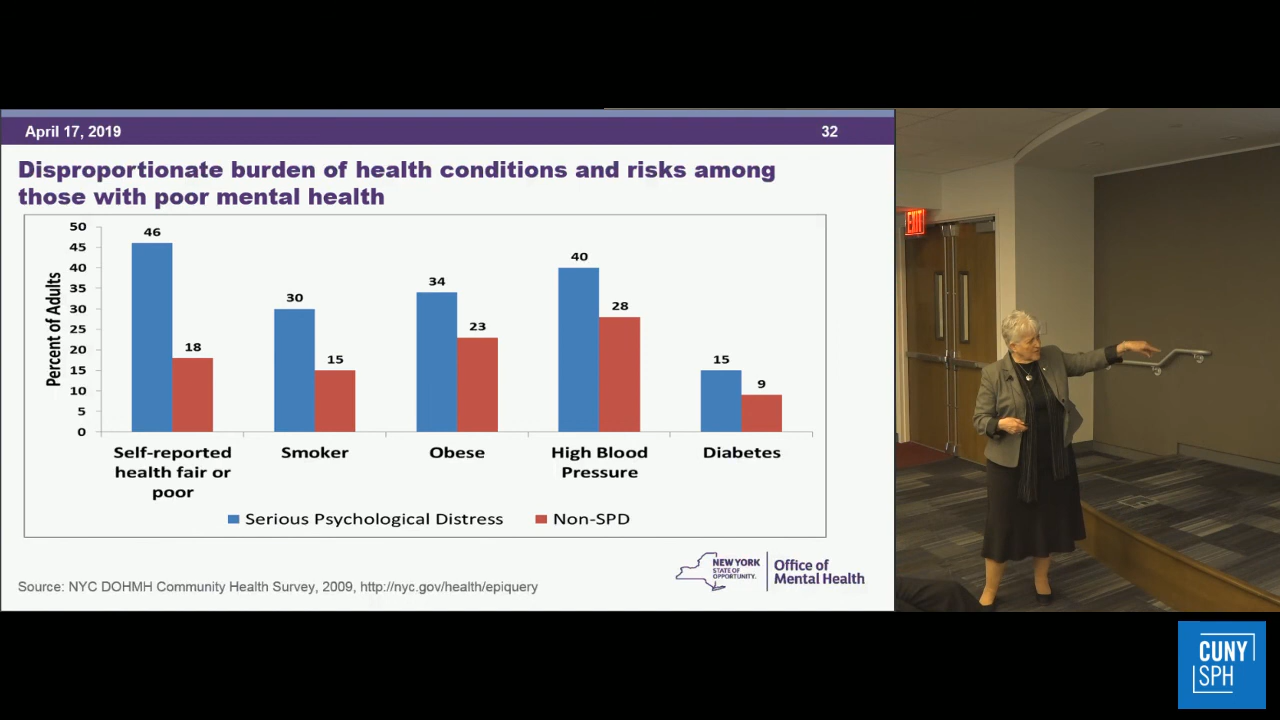 April 17, 2019
32
Disproportionate burden of health conditions and risks among
those with poor mental health
Percent of Adults
50
45
40
35
30
25
20
15
10
5
0
46
18
30
15
34
23
40
28
15
9
Self-reported
health fair or
poor
Smoker
Obese
High Blood
Pressure
Diabetes
Serious Psychological Distress
Non-SPD
Source: NYC DOHMH Community Health Survey, 2009, http://nyc.gov/health/epiquery
NEW YORK
STATE OF
OPPORTUNITY.
Office of
Mental Health
EXIT
CUNY
SPH